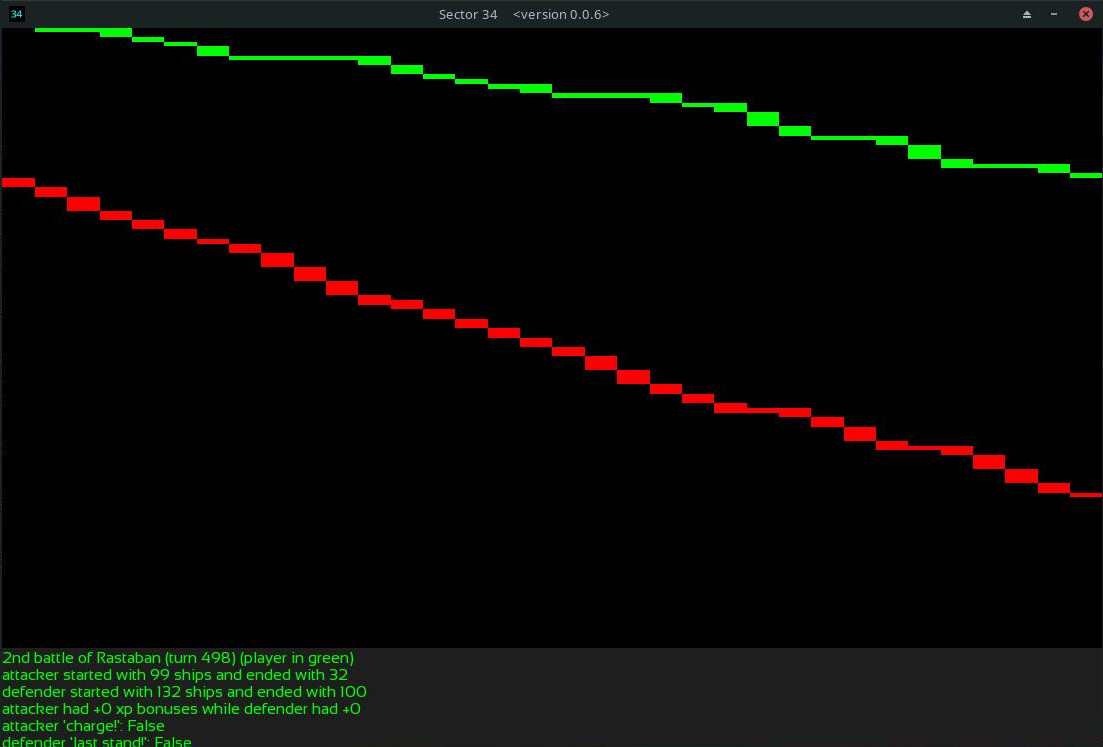 34
Sector 34 <version 0.0.6>
2nd battle of Rastaban (turn 498) (player in green)
attacker started with 99 ships and ended with 32
defender started with 132 ships and ended with 100
attacker had +0 xp bonuses while defender had +0
attacker 'charge!': False
defender 'last stand!': False